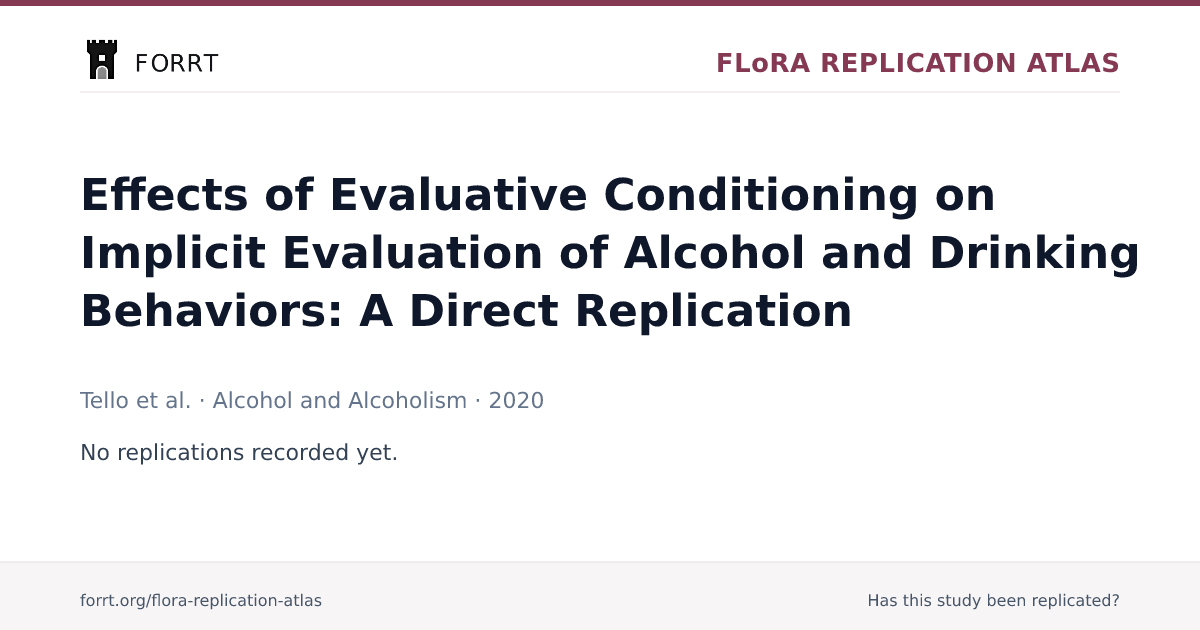 FORRT
FLoRA REPLICATION ATLAS
Effects of Evaluative Conditioning on
Implicit Evaluation of Alcohol and Drinking
Behaviors: A Direct Replication
Tello et al. · Alcohol and Alcoholism · 2020
No replications recorded yet.
forrt.org/flora-replication-atlas
Has this study been replicated?